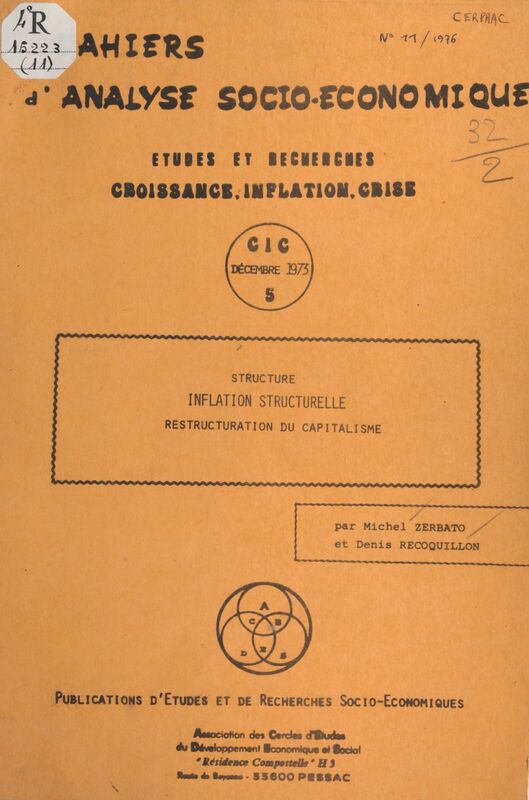 4°R
15223
(11)
CERPAAC
N° 11/1976
AHIERS
d'ANALYSE SOCIO-ECONOMIQUE
32/2
ETUDES ET RECHERCHES
CROISSANCE, INFLATION, CRISE
CIC
DÉCEMBRE 1973
5
STRUCTURE
INFLATION STRUCTURELLE
RESTRUCTURATION DU CAPITALISME
par Michel ZERBATO
et Denis RECOQUILLON
A
C E
D E S
PUBLICATIONS D'ETUDES ET DE RECHERCHES SOCIO-ECONOMIQUES
Association des Cercles d'Etudes
du Développement Economique et Social
"Résidence Compostelle" H 3
Route de Bayonne - 33600 PESSAC